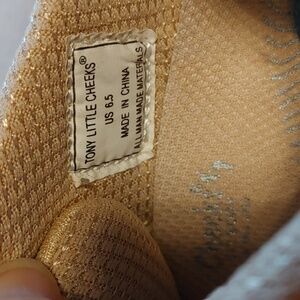 TONY LITTLE CHEEKS®
US 6.5
MADE IN CHINA
ALL MAN MADE MATERIALS